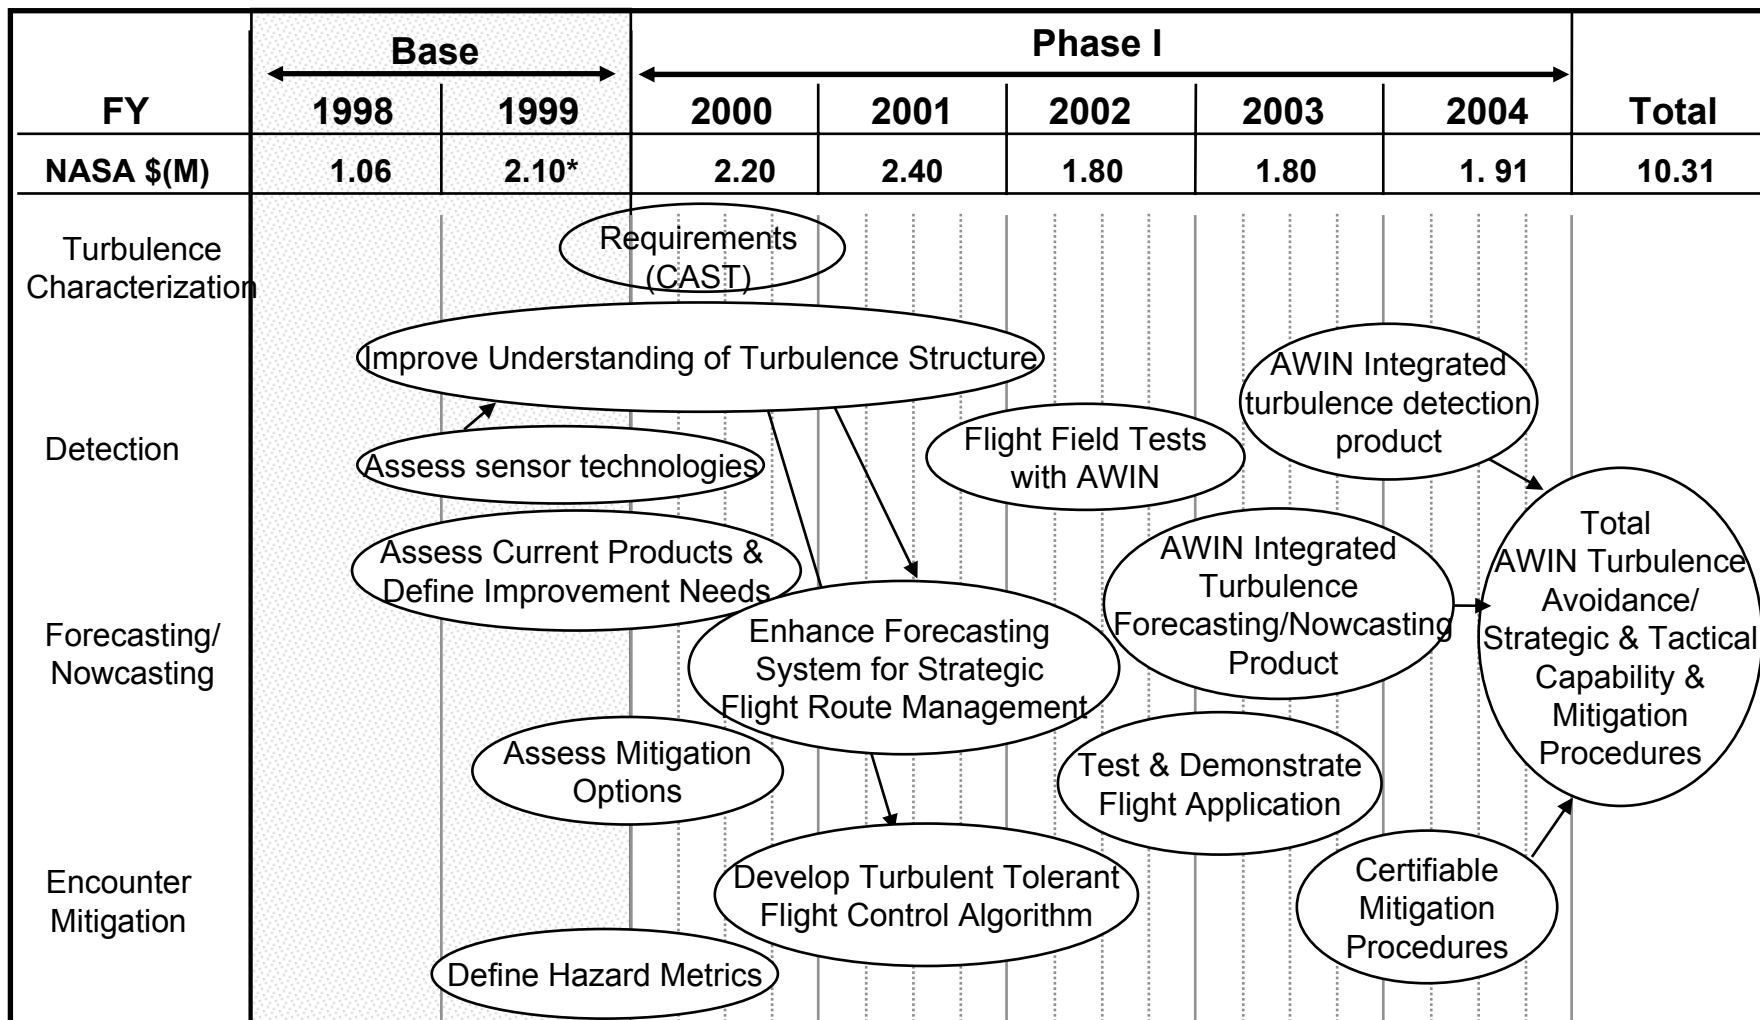 Base
Phase I
FY 1998 1999 2000 2001 2002 2003 2004 Total
NASA $(M) 1.06 2.10* 2.20 2.40 1.80 1.80 1. 91 10.31
Turbulence
Characterization
Requirements
(CAST)
Improve Understanding of Turbulence Structure
AWIN Integrated
turbulence detection
product
Detection
Assess sensor technologies
Flight Field Tests
with AWIN
Assess Current Products &
Define Improvement Needs
AWIN Integrated
Turbulence
Forecasting/Nowcasting
Product
Total
AWIN Turbulence
Avoidance/
Strategic & Tactical
Capability &
Mitigation
Procedures
Forecasting/
Nowcasting
Enhance Forecasting
System for Strategic
Flight Route Management
Assess Mitigation
Options
Test & Demonstrate
Flight Application
Encounter
Mitigation
Develop Turbulent Tolerant
Flight Control Algorithm
Certifiable
Mitigation
Procedures
Define Hazard Metrics